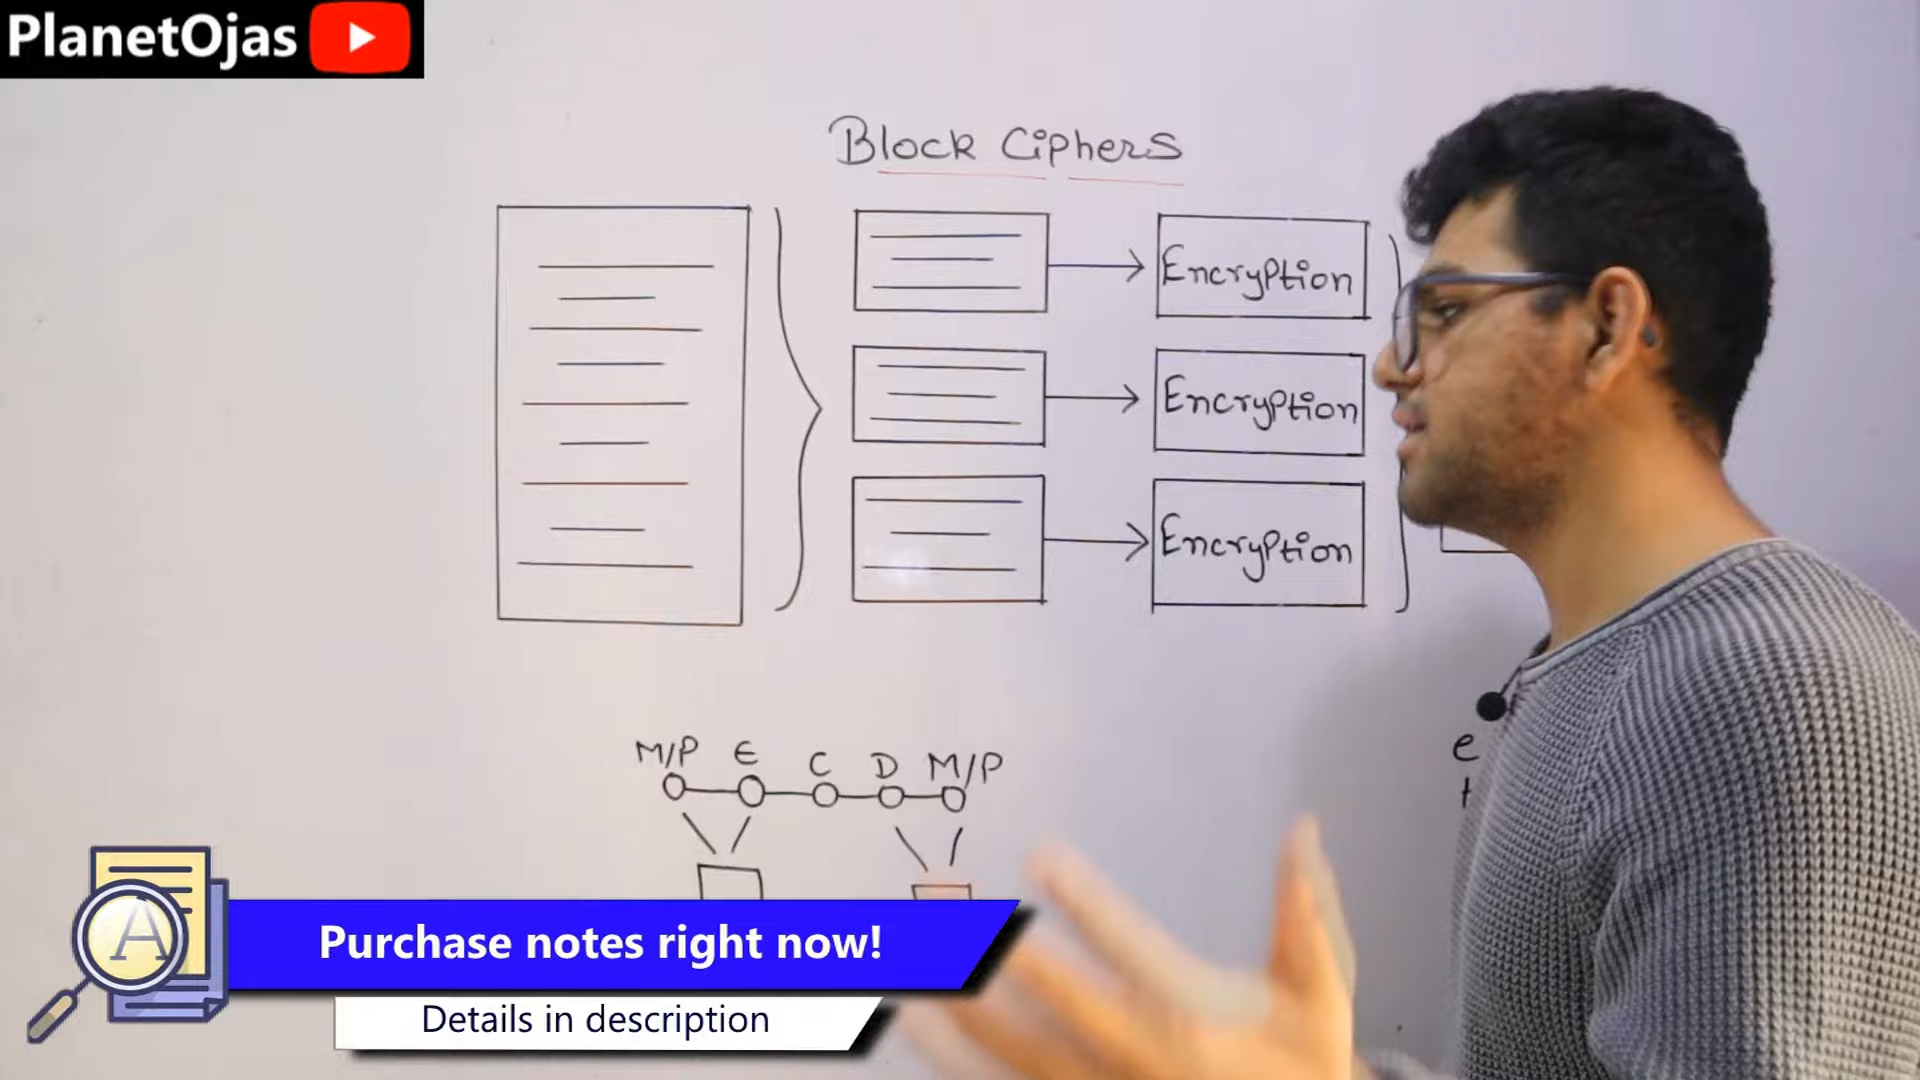 PlanetOjas
Block Ciphers
Encryption
Encryption
Encryption
M/P E C D M/P
e
Purchase notes right now!
Details in description